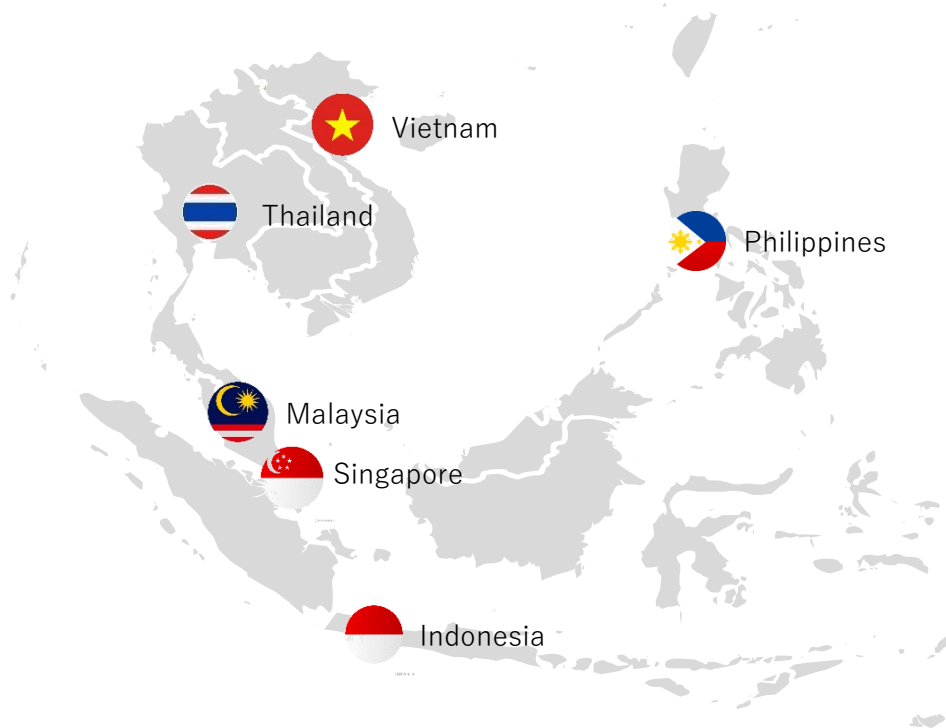 Vietnam
Thailand
Philippines
Malaysia
Singapore
Indonesia